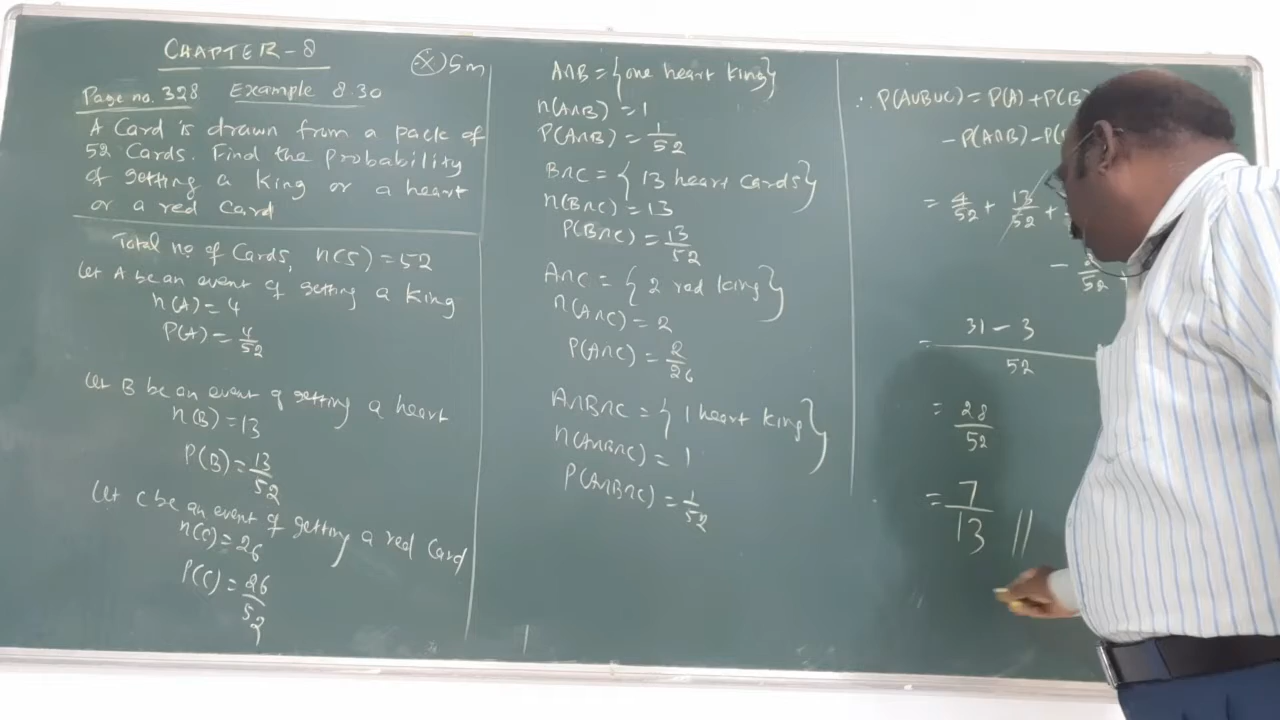 CHAPTER-8
(X) 5m
Page no. 328 Example 8.30
A Card is drawn from a pack of
52 Cards. Find the probability
of getting a king or a heart
or a red card
Total no of Cards, n(S) = 52
Let A be an event of getting a king
n(A) = 4
P(A) = 4/52
Let B be an event of getting a heart
n(B) = 13
P(B) = 13/52
Let C be an event of getting a red card
n(C) = 26
P(C) = 26/52
A∩B = {one heart king}
n(A∩B) = 1
P(A∩B) = 1/52
B∩C = {13 heart cards}
n(B∩C) = 13
P(B∩C) = 13/52
A∩C = {2 red king}
n(A∩C) = 2
P(A∩C) = 2/26
A∩B∩C = {1 heart king}
n(A∩B∩C) = 1
P(A∩B∩C) = 1/52
∴ P(A∪B∪C) = P(A) + P(B)
- P(A∩B) - P(
= 4/52 + 13/52 +
- 2/52
= 31 - 3/52
= 28/52
= 7/13 //